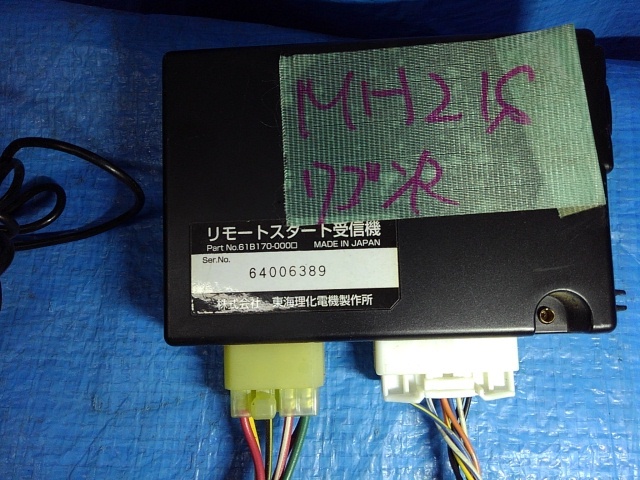 MH21S
ワゴンR
リモートスタート受信機
Part No.61B170-000□ MADE IN JAPAN
Ser.No.
64006389
株式会社 東海理化電機製作所